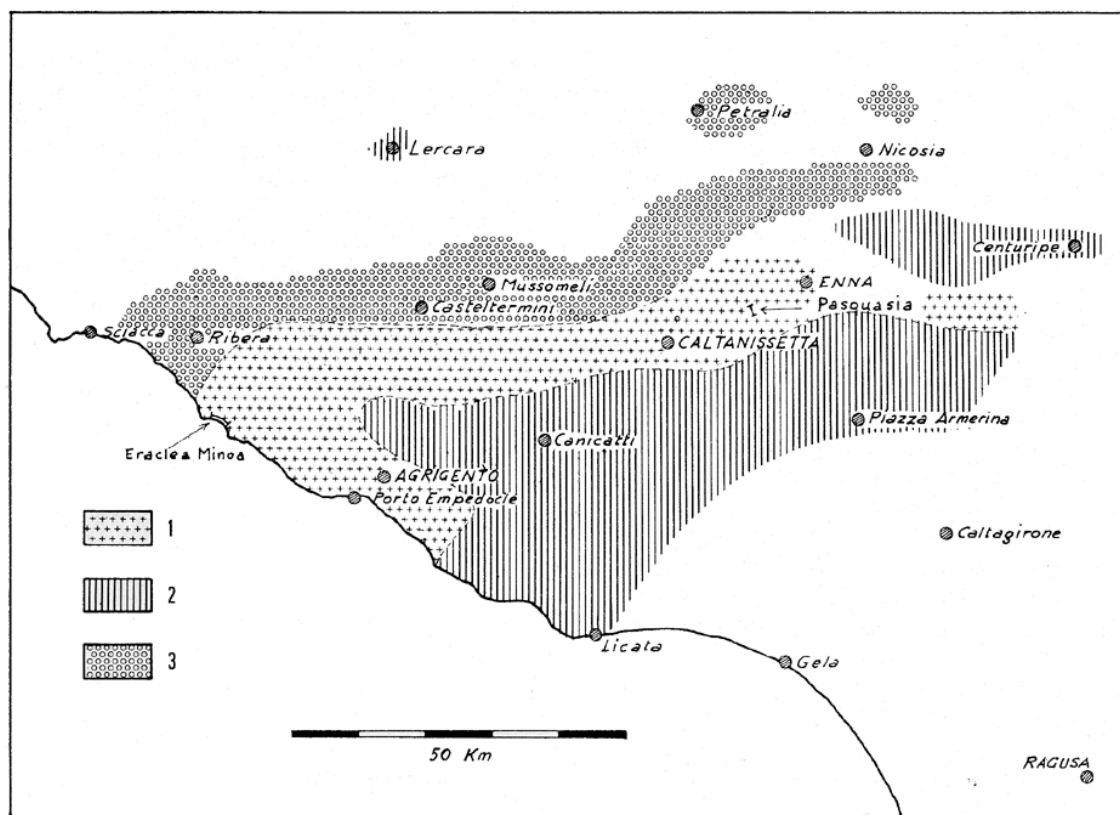 Petralia
Lercara
Nicosia
Centuripe
Mussomeli
ENNA
Casteltermini
Pasquasia
Sciacca
Ribera
CALTANISSETTA
Piazza Armerina
Canicatti
Eraclea Minoa
AGRIGENTO
Porto Empedocle
1
Caltagirone
2
Licata
3
Gela
50 Km
RAGUSA